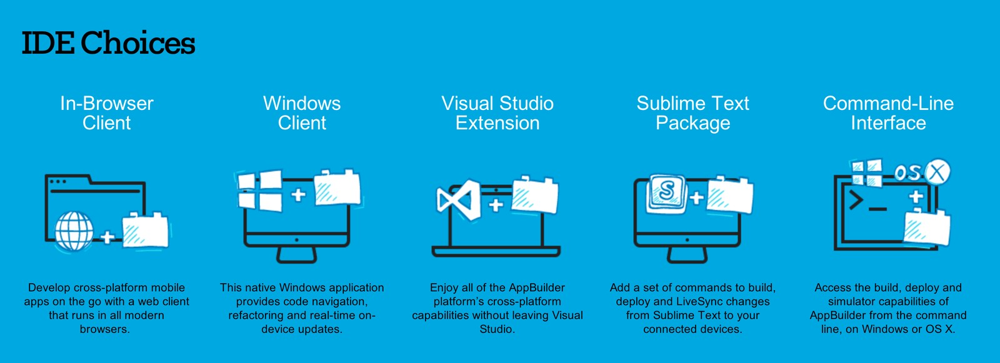 IDE Choices
In-Browser
Client
Windows
Client
Visual Studio
Extension
Sublime Text
Package
Command-Line
Interface
S
OS X
>_
Develop cross-platform mobile
apps on the go with a web client
that runs in all modern
browsers.
This native Windows application
provides code navigation,
refactoring and real-time on-
device updates.
Enjoy all of the AppBuilder
platform's cross-platform
capabilities without leaving Visual
Studio.
Add a set of commands to build,
deploy and LiveSync changes
from Sublime Text to your
connected devices.
Access the build, deploy and
simulator capabilities of
AppBuilder from the command
line, on Windows or OS X.